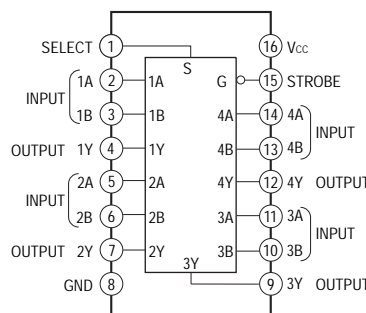 SELECT 1 S 16 Vcc
1A 2 1A G 15 STROBE
INPUT
1B 3 1B 4A 14 4A
INPUT
OUTPUT 1Y 4 1Y 4B 13 4B
2A 5 2A 4Y 12 4Y OUTPUT
INPUT
2B 6 2B 3A 11 3A
INPUT
OUTPUT 2Y 7 2Y 3B 10 3B
GND 8 3Y 9 3Y OUTPUT